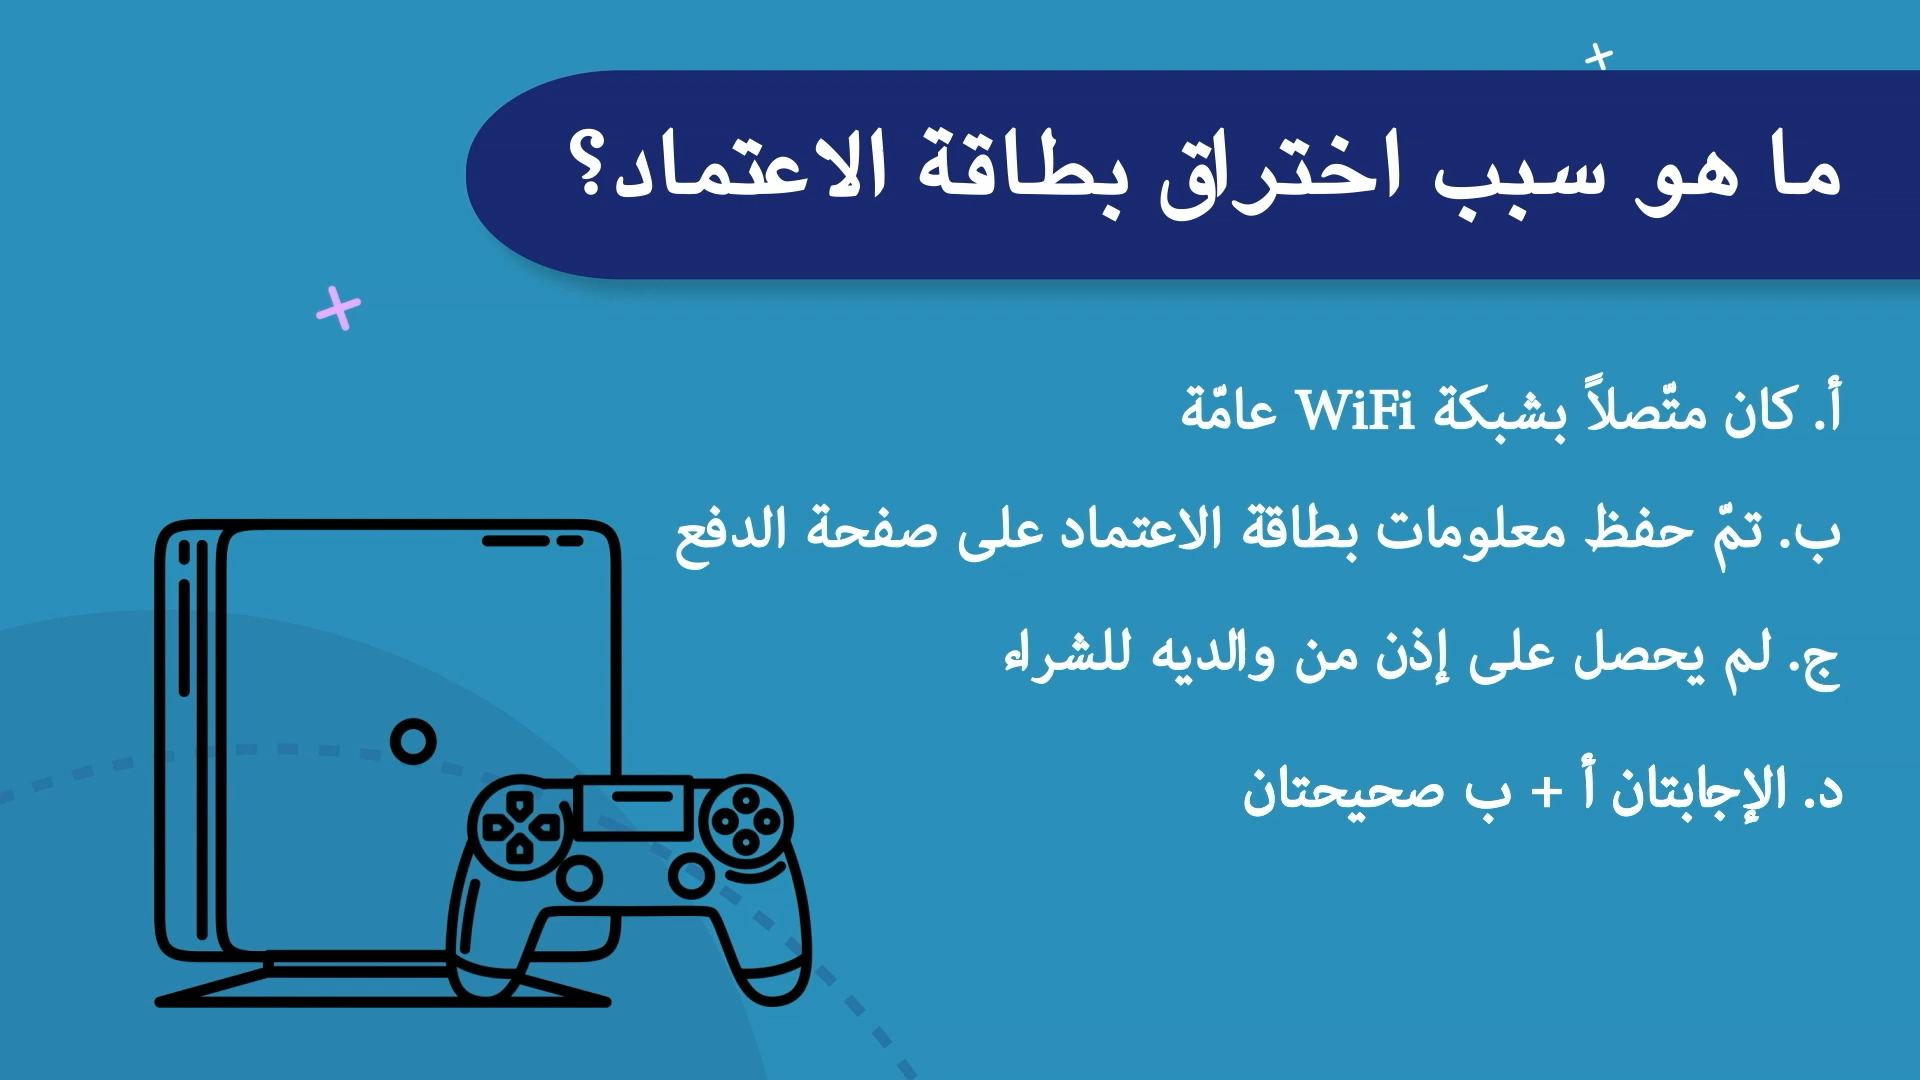 ما هو سبب اختراق بطاقة الاعتماد؟
أ. كان متّصلاً بشبكة WiFi عامّة
ب. تمّ حفظ معلومات بطاقة الاعتماد على صفحة الدفع
ج. لم يحصل على إذن من والديه للشراء
د. الإجابتان أ + ب صحيحتان